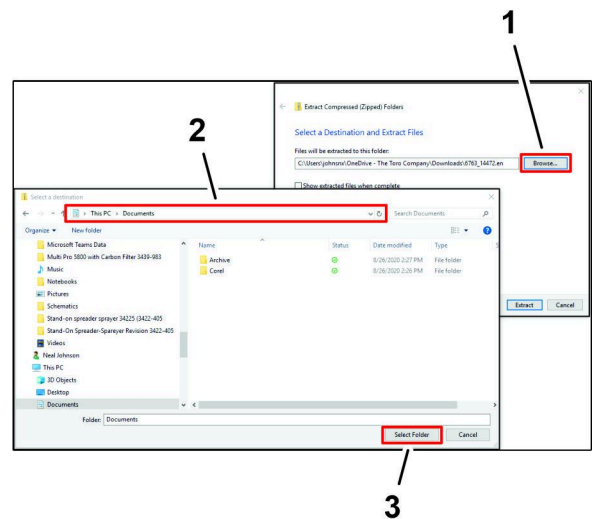 1
Extract Compressed (Zipped) Folders
Select a Destination and Extract Files
Files will be extracted to this folder:
C:\Users\johnsnx\OneDrive - The Toro Company\Downloads\6763_14472.en
Browse...
Show extracted files when complete
2
Select a destination
This PC > Documents
Search Documents
Organize
New folder
Microsoft Teams Data
Multi Pro 5800 with Carbon Filter 3439-983
Music
Notebooks
Pictures
Schematics
Stand-on spreader sprayer 34225 (3422-405
Stand-On Spreader-Spareyer Revision 3422-405
Videos
Neal Johnson
This PC
3D Objects
Desktop
Documents
Name Status Date modified Type S
Archive 8/26/2020 2:27 PM File folder
Corel 8/26/2020 2:26 PM File folder
Extract Cancel
Folder: Documents
Select Folder Cancel
3